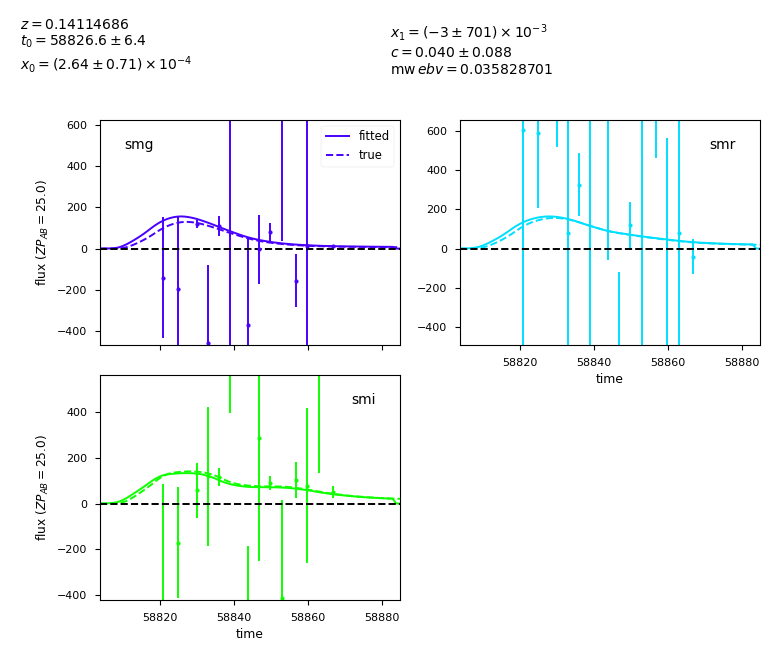 z = 0.14114686
t₀ = 58826.6 ± 6.4
x₀ = (2.64 ± 0.71) × 10⁻⁴
x₁ = (−3 ± 701) × 10⁻³
c = 0.040 ± 0.088
mw ebv = 0.035828701
smg
fitted
true
600
400
200
0
−200
−400
flux (ZP_AB = 25.0)
smr
600
400
200
0
−200
−400
58820 58840 58860 58880
time
smi
400
200
0
−200
−400
flux (ZP_AB = 25.0)
58820 58840 58860 58880
time